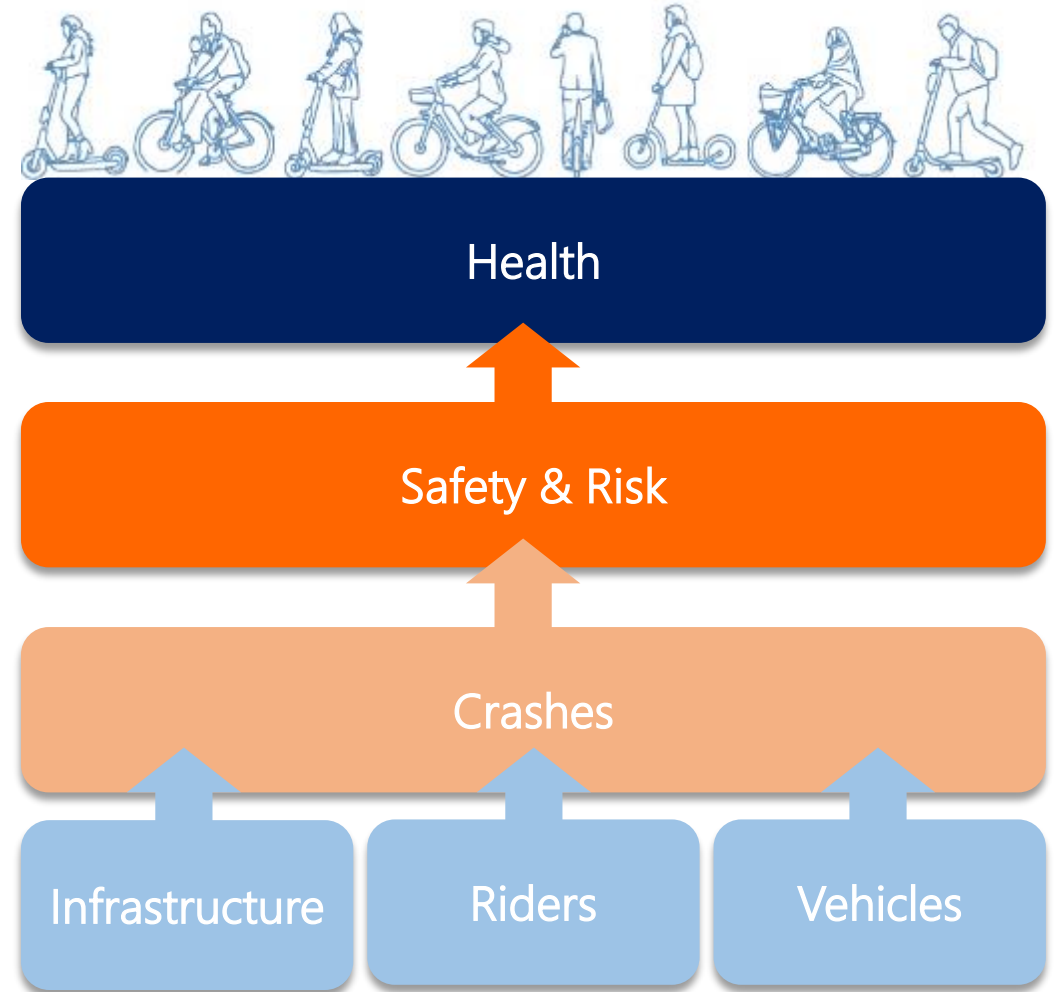 Health
Safety & Risk
Crashes
Infrastructure
Riders
Vehicles